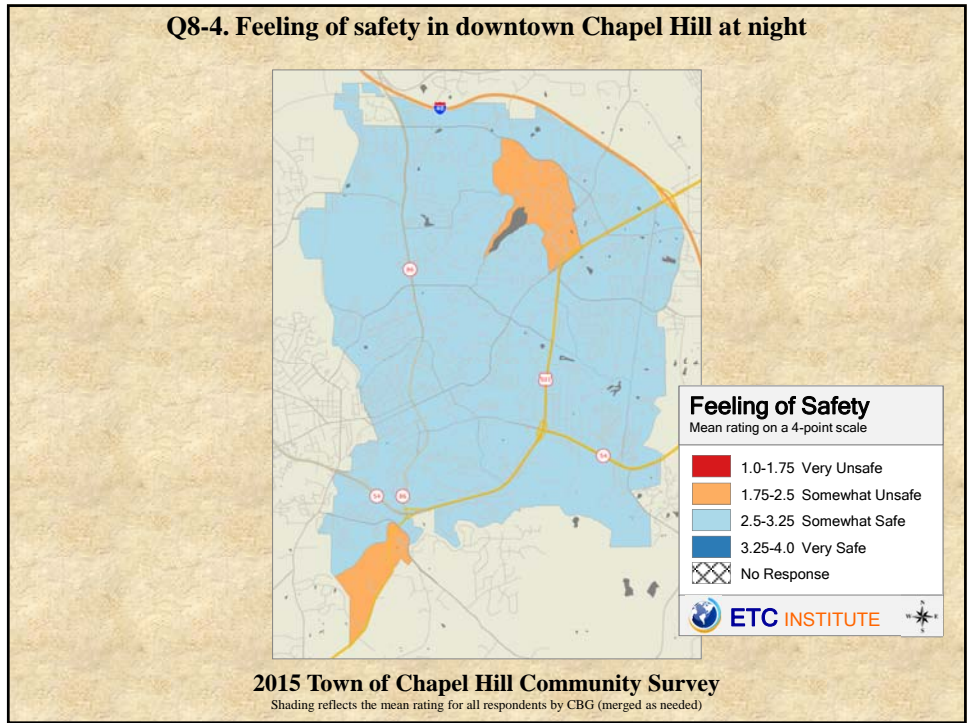 Q8-4. Feeling of safety in downtown Chapel Hill at night
40
86
501
54
54
86
Feeling of Safety
Mean rating on a 4-point scale
1.0-1.75 Very Unsafe
1.75-2.5 Somewhat Unsafe
2.5-3.25 Somewhat Safe
3.25-4.0 Very Safe
No Response
ETC INSTITUTE
N
W
E
S
2015 Town of Chapel Hill Community Survey
Shading reflects the mean rating for all respondents by CBG (merged as needed)